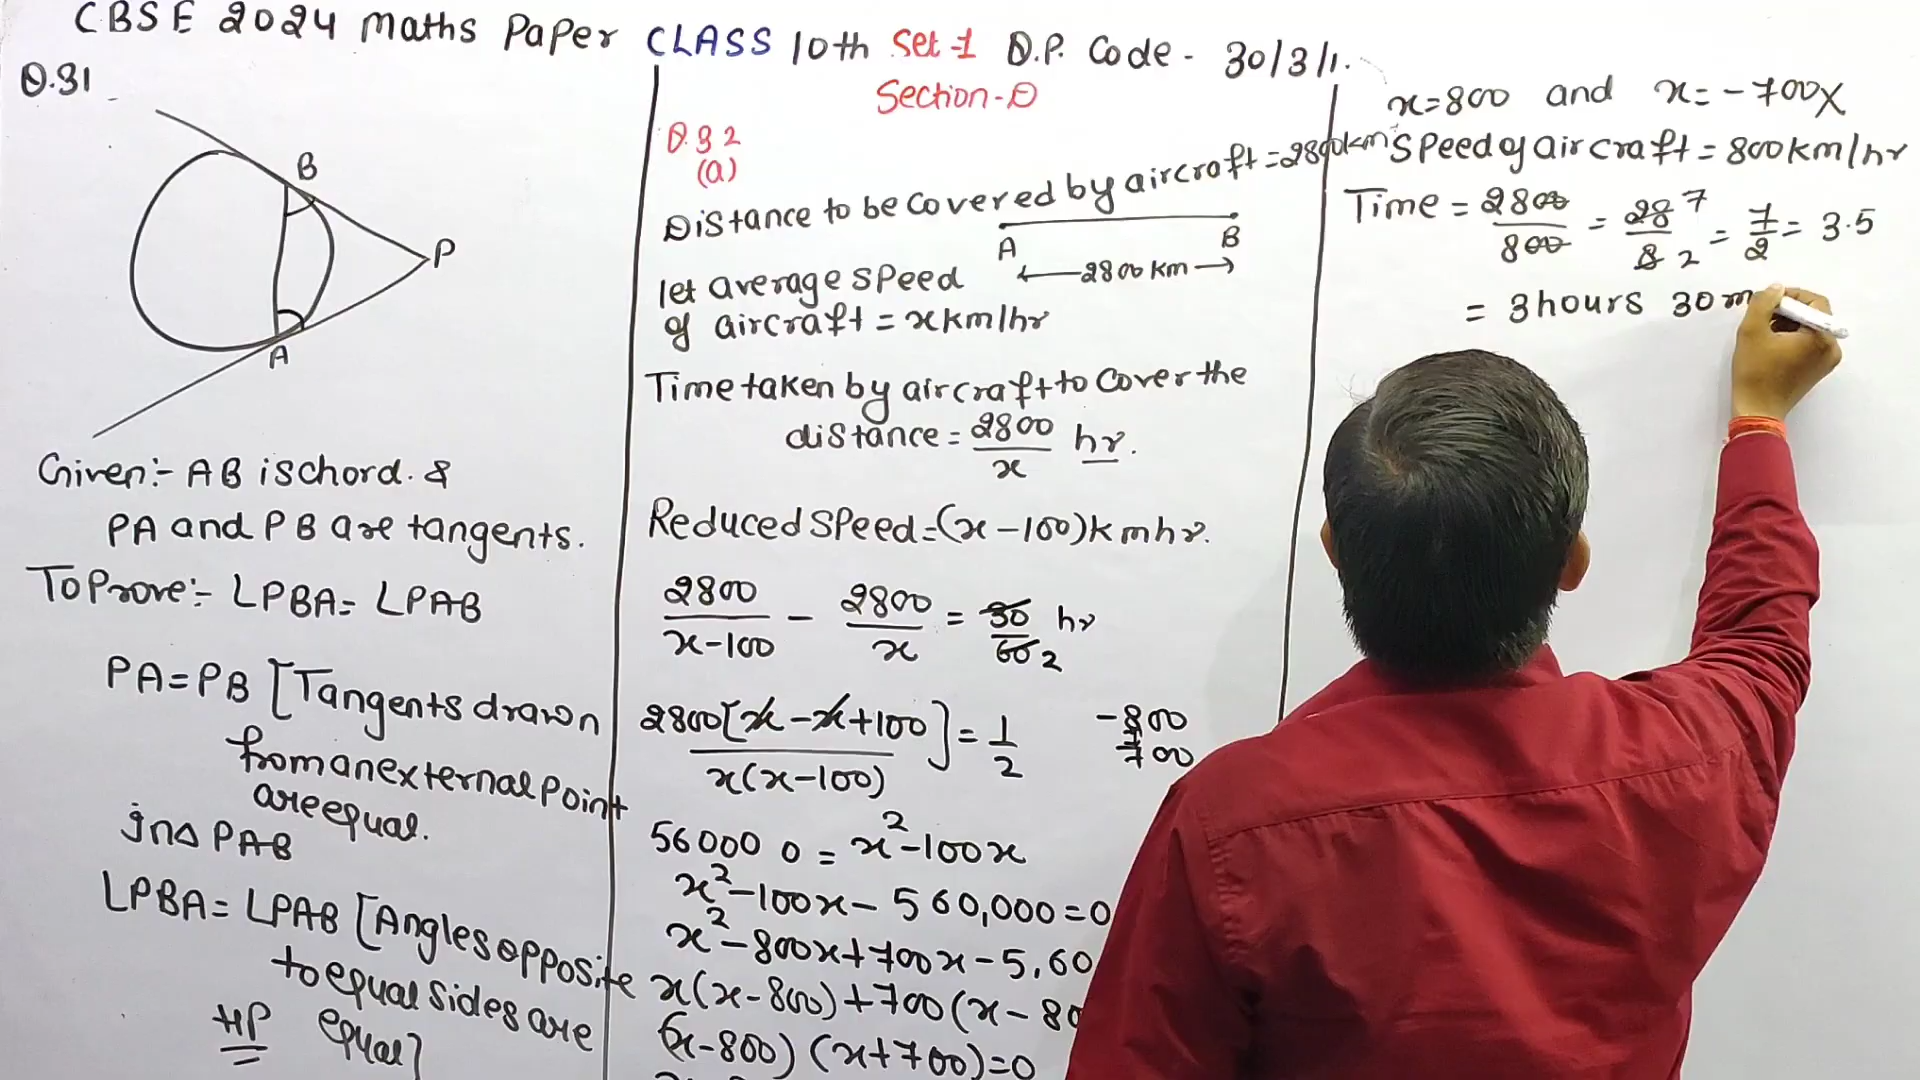 CBSE 2024 Maths Paper CLASS 10th Set-1 Q.P. Code - 30/3/1.
Section-D
Q.31
B
P
A
Given:- AB is chord. &
PA and PB are tangents.
To Prove:- ∠PBA = ∠PAB
PA = PB [Tangents drawn
from an external point
are equal.
in △ PAB
∠PBA = ∠PAB [Angles opposite
to equal sides are
equal]
HP
Q.32
(a)
Distance to be covered by aircraft = 2800km
A B
2800 km
let average speed
of aircraft = x km/hr
Time taken by aircraft to cover the
distance = 2800/x hr.
Reduced speed = (x - 100) km hr.
2800/(x-100) - 2800/x = 30/60 2 hr
2800[x - x + 100]/x(x-100) = 1/2
-800
+700
560000 = x² - 100x
x² - 100x - 560,000 = 0
x² - 800x + 700x - 5,60
x(x - 800) + 700(x - 80
(x - 800) (x + 700) = 0
x = 800 and x = -700 X
Speed of aircraft = 800 km/hr
Time = 2800/800 = 28 7/8 2 = 7/2 = 3.5
= 3 hours 30 m